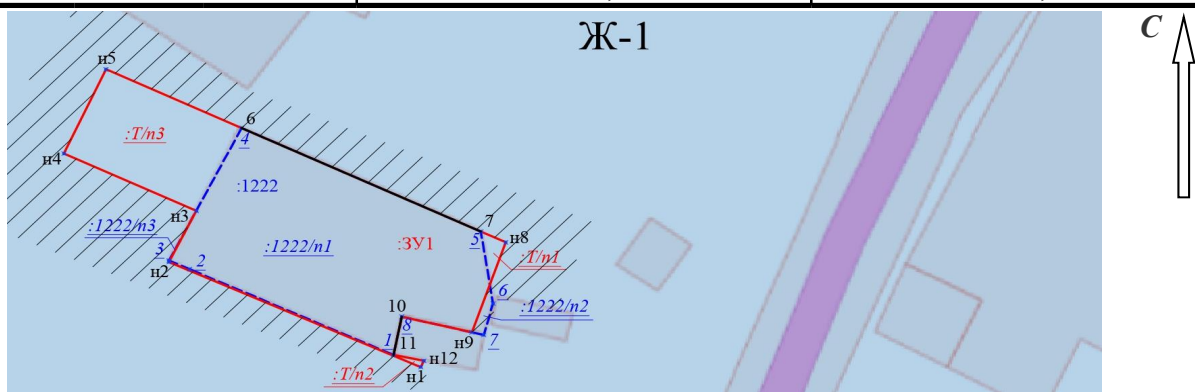 Ж-1
С
н5
6
:Т/п3
4
н4
:1222
н3
7
:1222/п3
5
н8
:1222/п1
:ЗУ1
:Т/п1
3
н2
2
6
:1222/п2
10
8
н9
7
1
11
н12
:Т/п2
н1